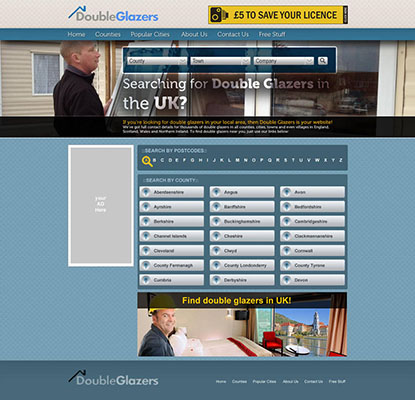 DoubleGlazers
£5 TO SAVE YOUR LICENCE
Home Counties Popular Cities About Us Contact Us Free Stuff
County Town Company
Searching for Double Glazers in
the UK?
If you're looking for double glazers in your local area, then Double Glazers is your website!
We've got full contact details for thousands of double glazers in all counties, cities, towns and even villages in England,
Scotland, Wales and Northern Ireland. To find double glazers near you just use our links below:
::SEARCH BY POSTCODES:
B C D E F G H I J K L M N O P Q R S T U V W X Y Z
::SEARCH BY COUNTY:
your
AD
Here
Aberdeenshire Angus Avon
Ayrshire Banffshire Bedfordshire
Berkshire Buckinghamshire Cambridgeshire
Channel Islands Cheshire Clackmannanshire
Cleveland Clwyd Cornwall
County Fermanagh County Londonderry County Tyrone
Cumbria Derbyshire Devon
Find double glazers in UK!
DoubleGlazers
Home Counties Popular Cities About Us Contact Us Free Stuff